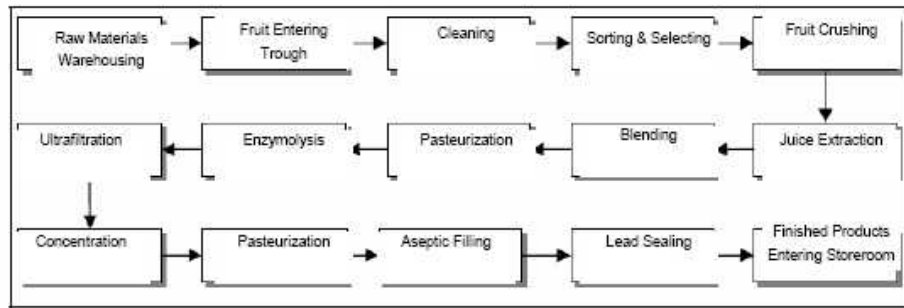 Raw Materials
Warehousing
Fruit Entering
Trough
Cleaning
Sorting & Selecting
Fruit Crushing
Ultrafiltration
Enzymolysis
Pasteurization
Blending
Juice Extraction
Concentration
Pasteurization
Aseptic Filling
Lead Sealing
Finished Products
Entering Storeroom